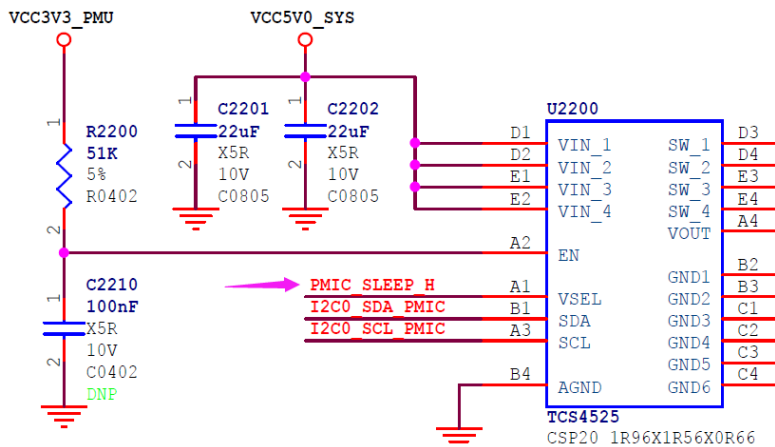 VCC3V3_PMU
VCC5V0_SYS
1
R2200
51K
5%
R0402
2
1
C2201
22uF
X5R
10V
C0805
2
1
C2202
22uF
X5R
10V
C0805
2
U2200
D1 VIN_1 SW_1 D3
D2 VIN_2 SW_2 D4
E1 VIN_3 SW_3 E3
E2 VIN_4 SW_4 E4
VOUT A4
A2 EN
GND1 B2
PMIC_SLEEP_H A1 VSEL GND2 B3
I2C0_SDA_PMIC B1 SDA GND3 C1
I2C0_SCL_PMIC A3 SCL GND4 C2
GND5 C3
B4 AGND GND6 C4
TCS4525
CSP20_1R96X1R56X0R66
1
C2210
100nF
X5R
10V
C0402
DNP
2